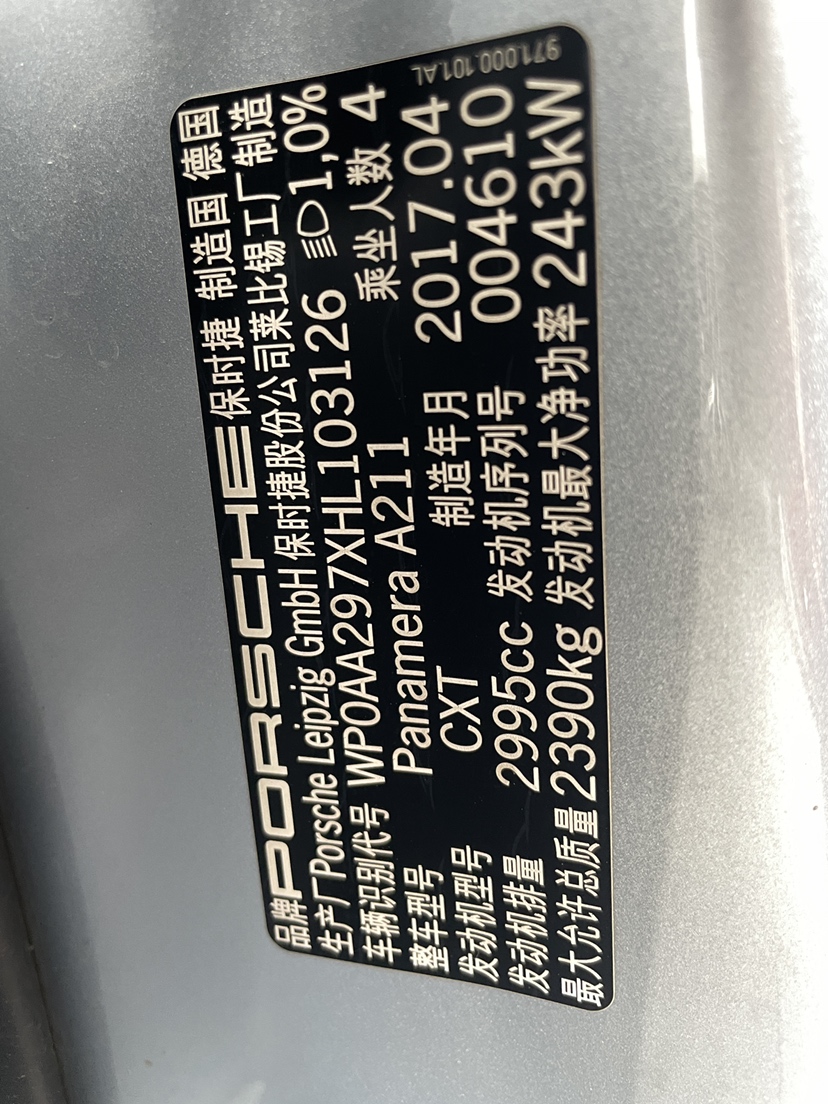 品牌 PORSCHE 保时捷 制造国 德国
生产厂 Porsche Leipzig GmbH 保时捷股份公司莱比锡工厂制造
车辆识别代号 WP0AA297XHL103126 1,0%
整车型号 Panamera A211 乘坐人数 4
发动机型号 CXT 制造年月 2017.04
发动机排量 2995cc 发动机序列号 004610
最大允许总质量 2390kg 发动机最大净功率 243kW
971.000.101.AL